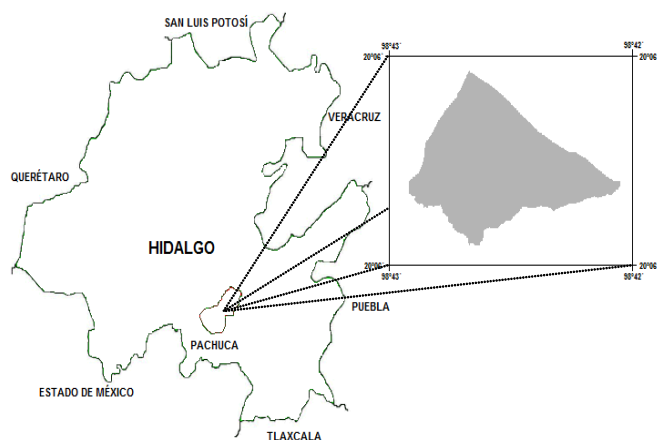 SAN LUIS POTOSÍ
98°43´
98°42´
20°06´
20°06´
VERACRUZ
QUERÉTARO
HIDALGO
20°06´
20°06´
98°43´
98°42´
PUEBLA
PACHUCA
ESTADO DE MÉXICO
TLAXCALA